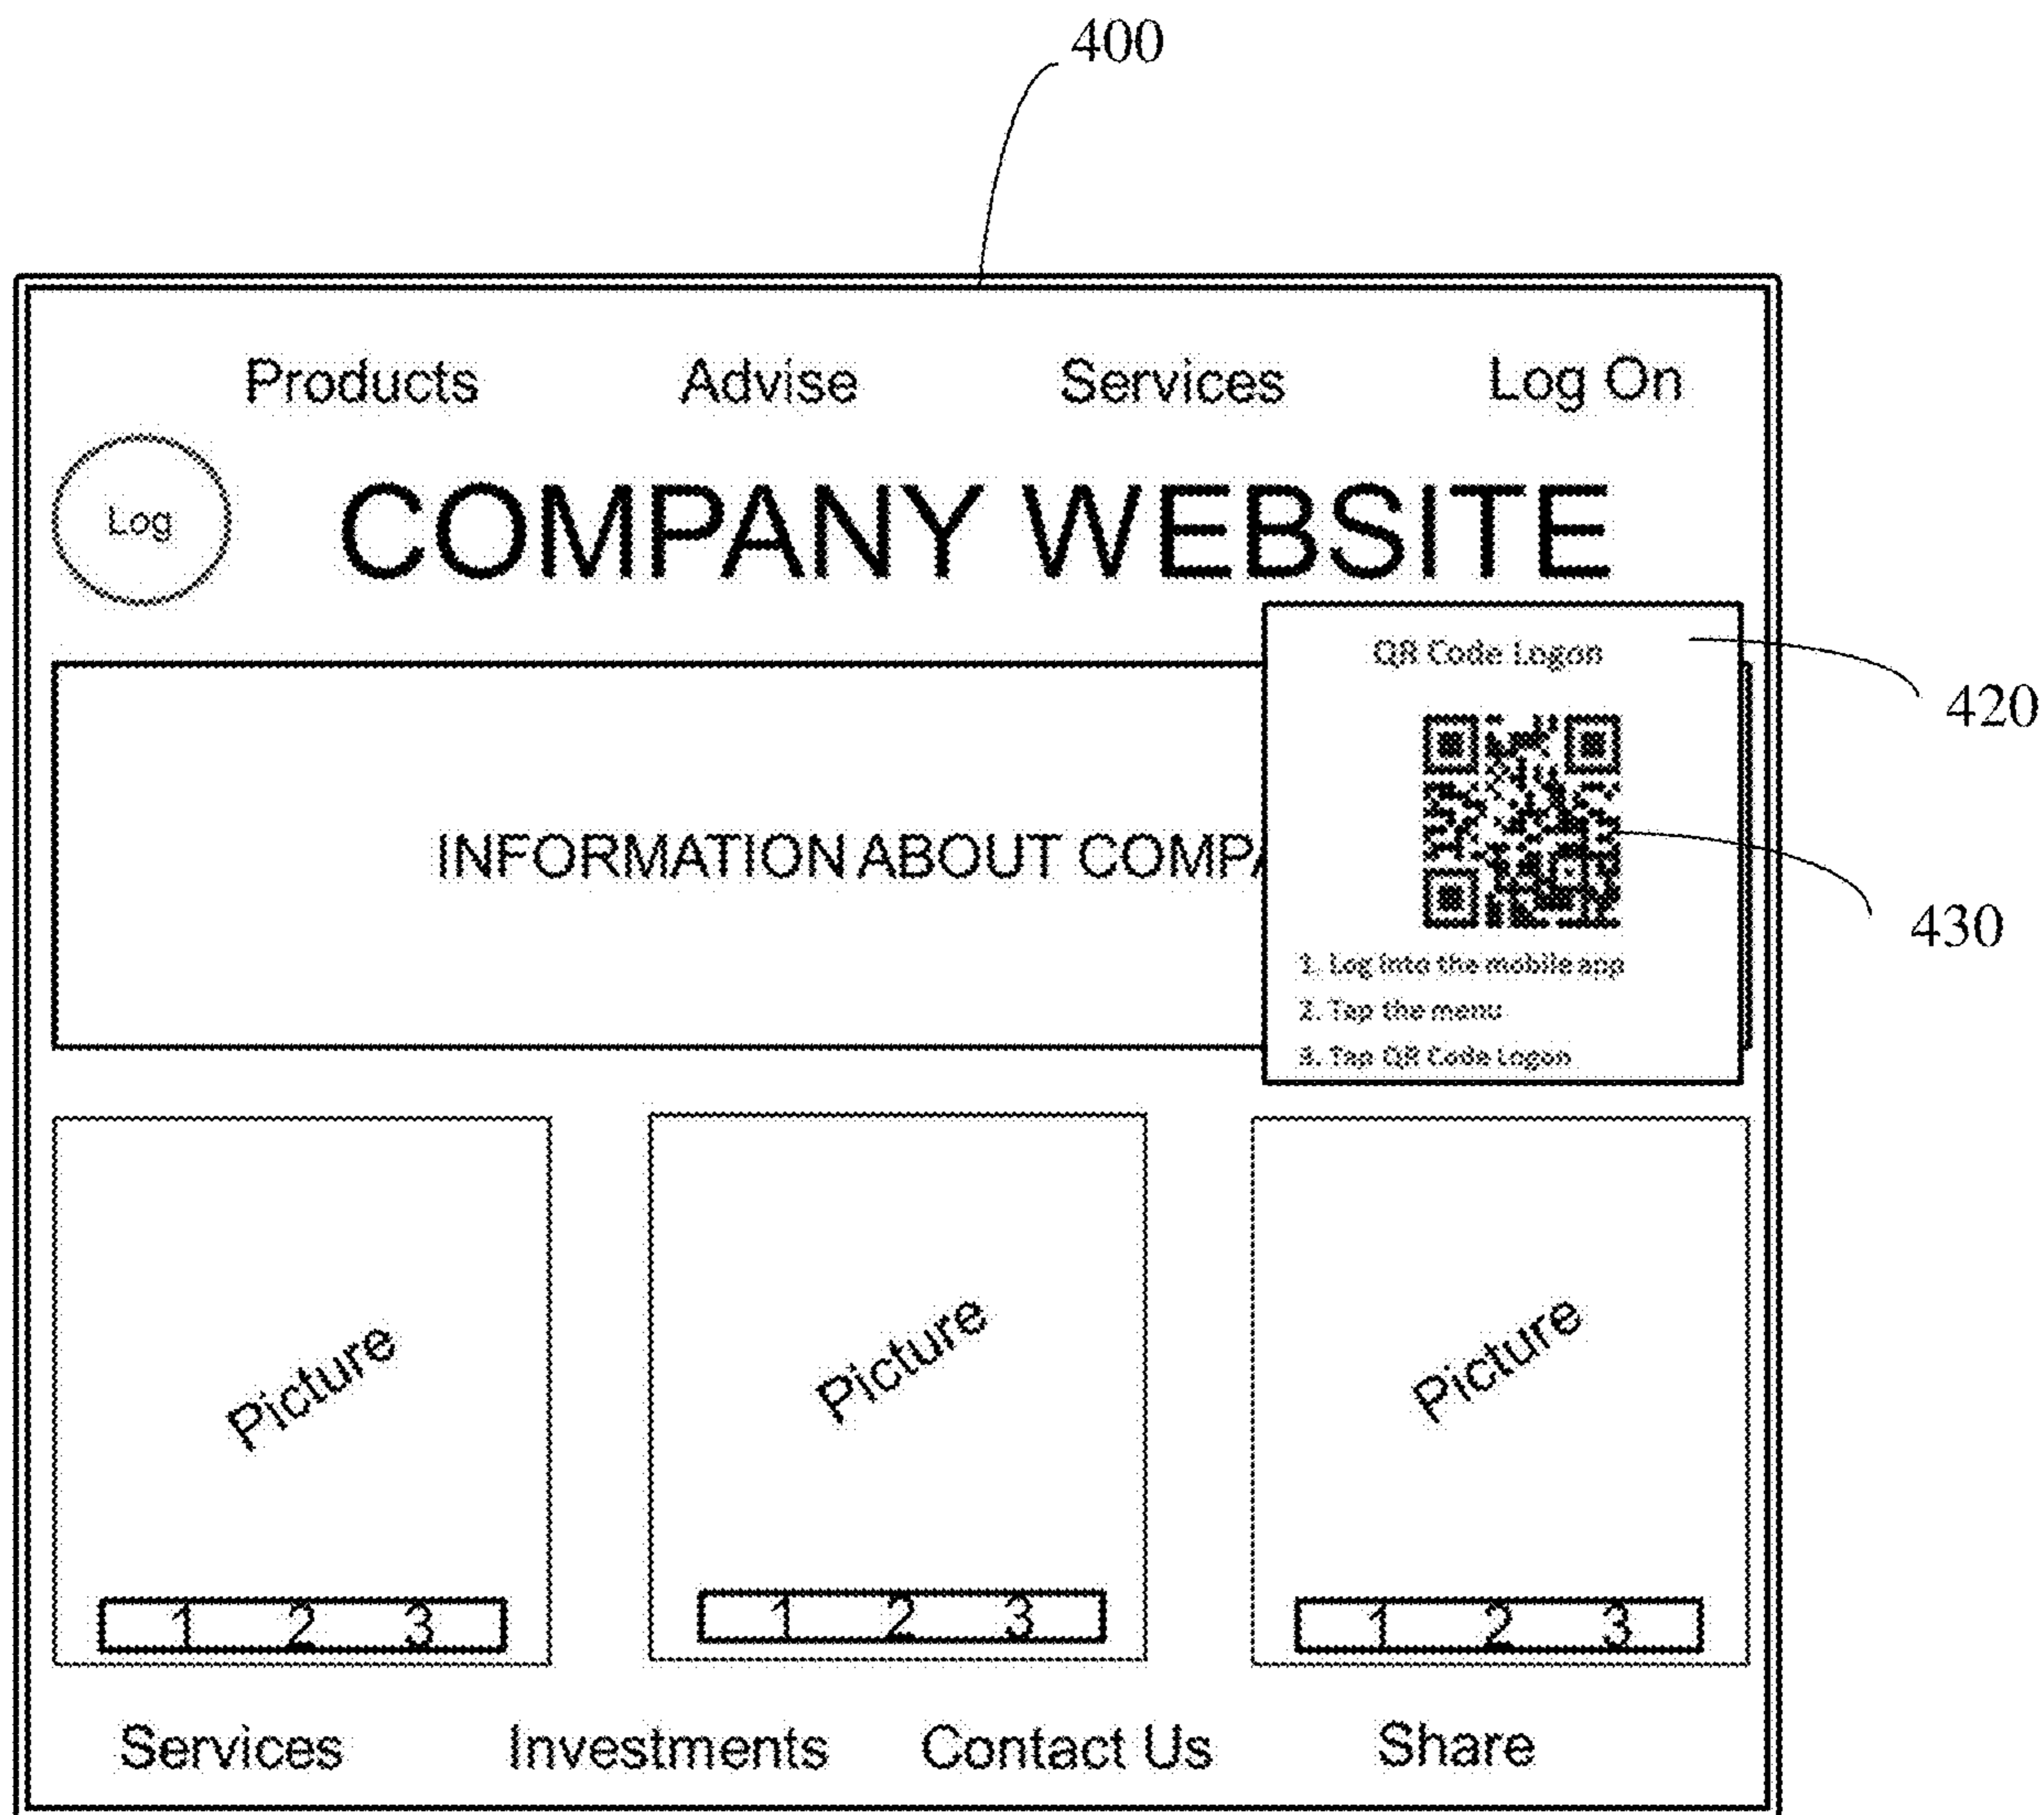 400
Products Advise Services Log On
Log
COMPANY WEBSITE
QR Code Logon
420
INFORMATION ABOUT COMPA
430
1. Log into the mobile app
2. Tap the menu
3. Tap QR Code Logon
Picture Picture Picture
1 2 3 1 2 3 1 2 3
Services Investments Contact Us Share